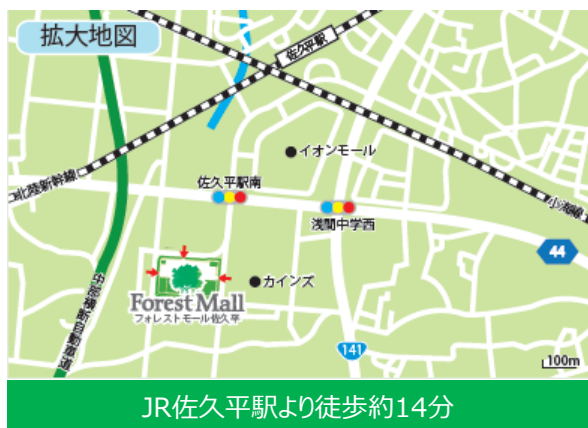 拡大地図
佐久平駅
イオンモール
佐久平駅南
北陸新幹線
浅間中学西
小海線
44
カインズ
Forest Mall
フォレストモール佐久平
中部横断自動車道
141
100m
JR佐久平駅より徒歩約14分